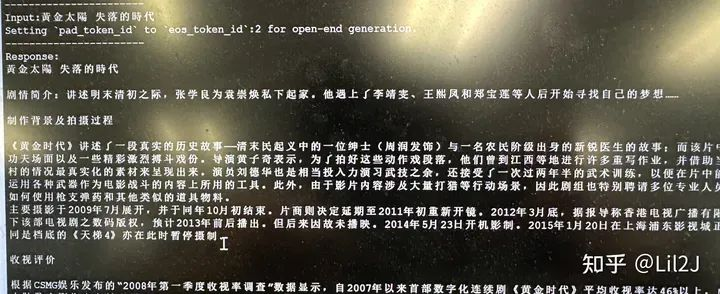 Input:黃金太陽 失落的時代
Setting `pad_token_id` to `eos_token_id`:2 for open-end generation.
Response:
黃金太陽 失落的時代
剧情简介: 讲述明末清初之际，张学良为袁崇焕私下起家。他遇上了李靖雯、王熙凤和郑宝莲等人后开始寻找自己的梦想……
制作背景及拍摄过程
《黄金时代》讲述了一段真实的历史故事——清末民起义中的一位绅士（周润发饰）与一名农民阶级出身的新锐医生的故事; 而该片中
功夫场面以及一些精彩激烈搏斗戏份。导演黄子奇表示，为了拍好这些动作戏段落，他们曾到江西等地进行许多重写作业，并借助当
村的情况最真实化的素材来呈现出来。演员刘德华也是相当投入力演习武技之余，还接受了一次过两年半的武术训练，以便在片中能
运用各种武器作为电影战斗的内容上所用的工具。此外，由于影片内容涉及大量打猎等行动场景，因此剧组也特别聘请多位专业人员
如何使用枪支弹药和其他类似的道具物料。
主要摄影于2009年7月展开，并于同年10月初结束。片商则决定延期至2011年初重新开镜。2012年3月底，据报导称香港电视广播有限
下该部电视剧之数码版权，预计2013年前后播出。但后来因故未播映。2014年5月23日开机影制。2015年1月20日在上海浦东影视城正
同是档底的《天梯4》亦在此时暂停摄制
收视评价
根据CSMG娱乐发布的"2008年第一季度收视率调查"数据显示，自2007年以来首部数字化连续剧《黄金时代》平均收视率达46%以上，
知乎 @Lil2J